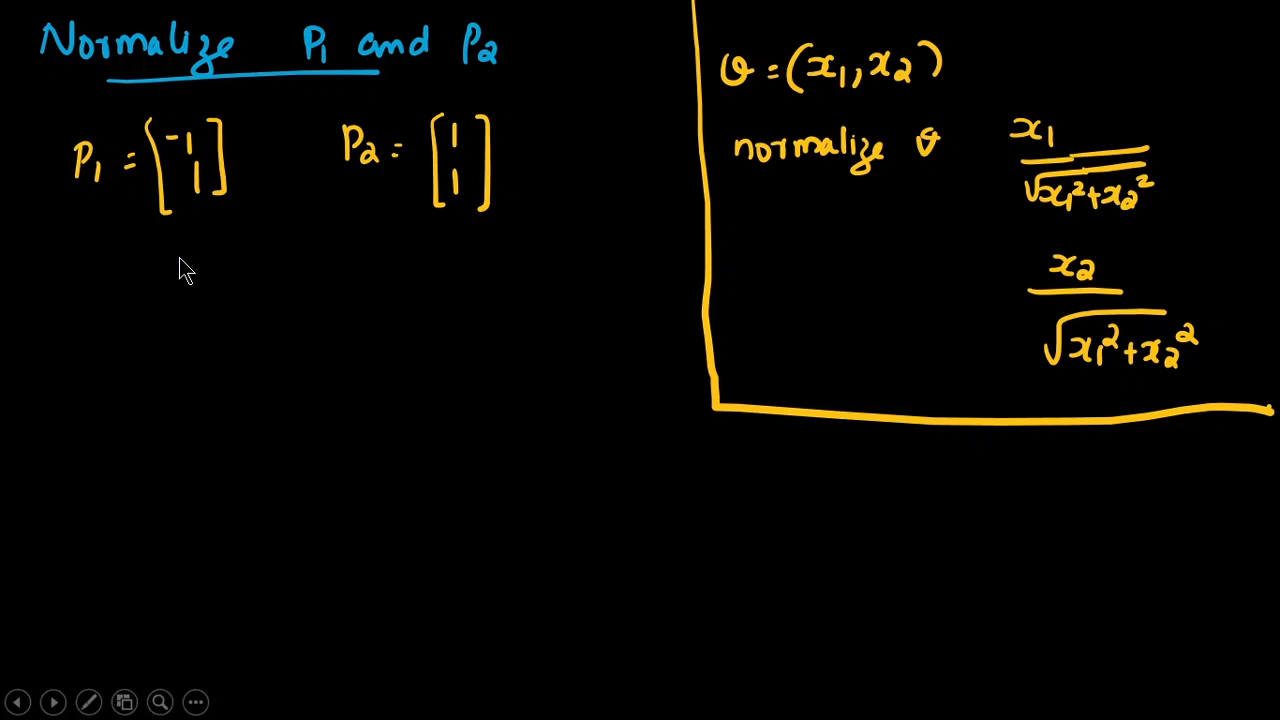 Normalize P₁ and P₂
P₁ = [-1 1]
P₂ = [1 1]
v = (x₁, x₂)
normalize v
x₁ / √x₁² + x₂²
x₂ / √x₁² + x₂²